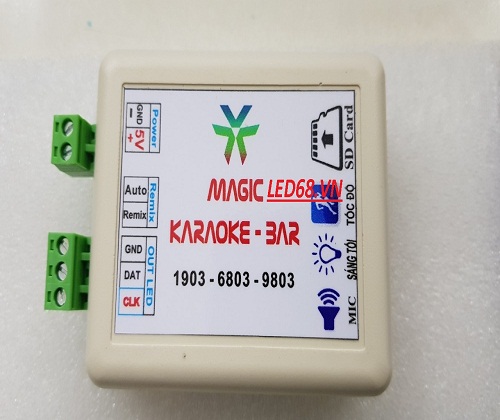 Power
GND
5V
-
+
Remix
Auto
Remix
OUT LED
GND
DAT
CLK
MAGIC LED68.VN
KARAOKE - BAR
1903 - 6803 - 9803
SD Card
TỐC ĐỘ
SÁNG TỐI
MIC